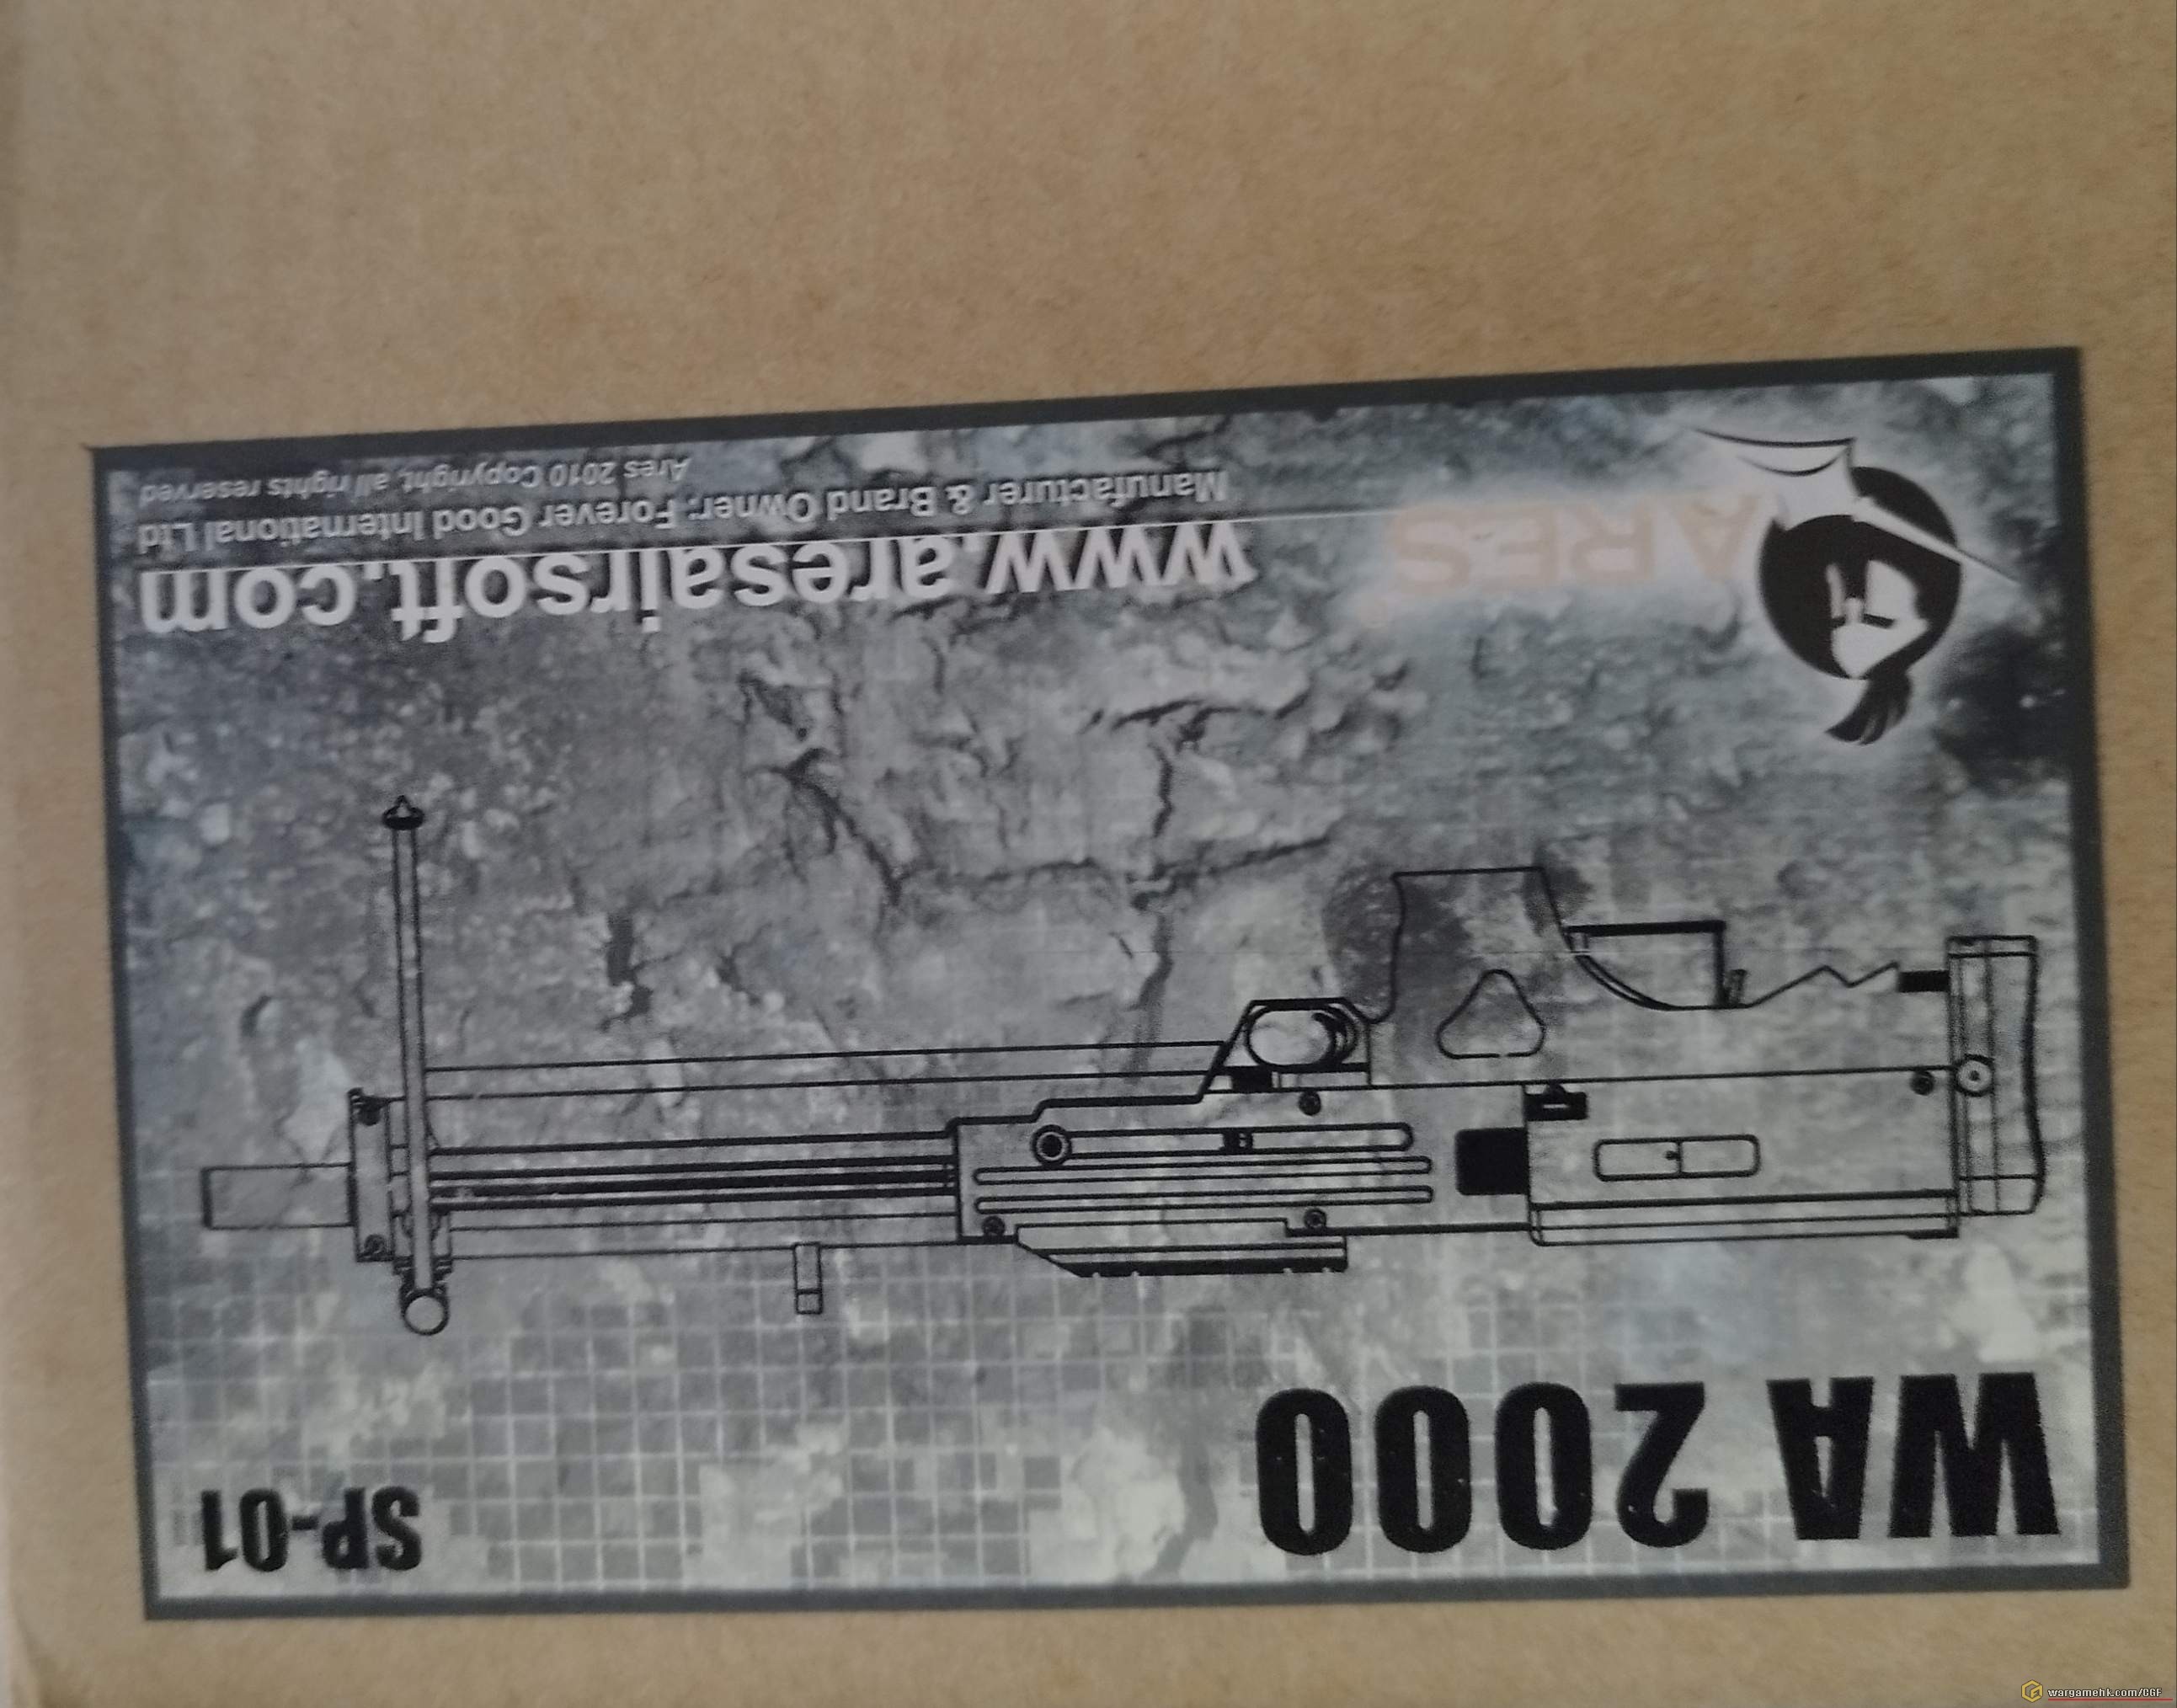 WA 2000
SP-01
ARES
www.aresairsoft.com
Manufacturer & Brand Owner: Forever Good International Ltd
Ares 2010 Copyright, all rights reserved
wargamehk.com/CGF